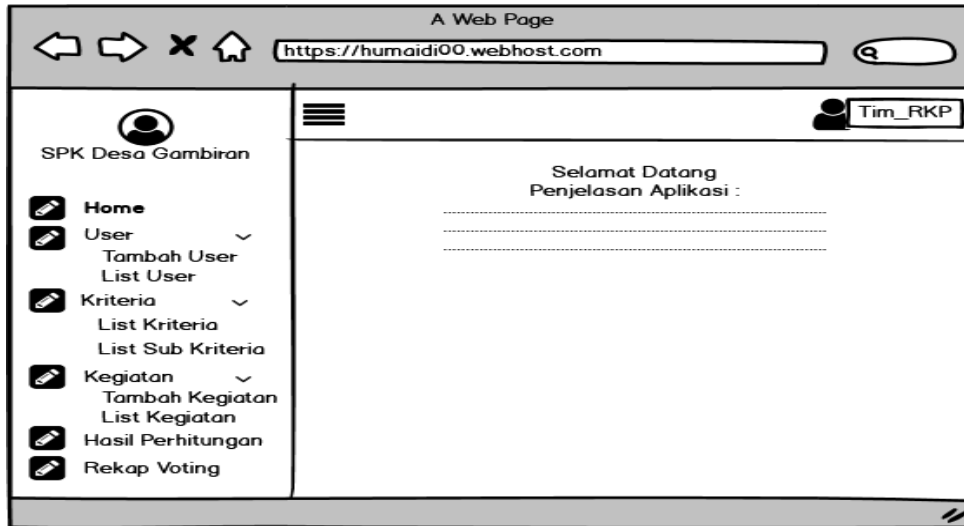 A Web Page
https://humaidi00.webhost.com
Tim_RKP
SPK Desa Gambiran
Home
User
Tambah User
List User
Kriteria
List Kriteria
List Sub Kriteria
Kegiatan
Tambah Kegiatan
List Kegiatan
Hasil Perhitungan
Rekap Voting
Selamat Datang
Penjelasan Aplikasi :